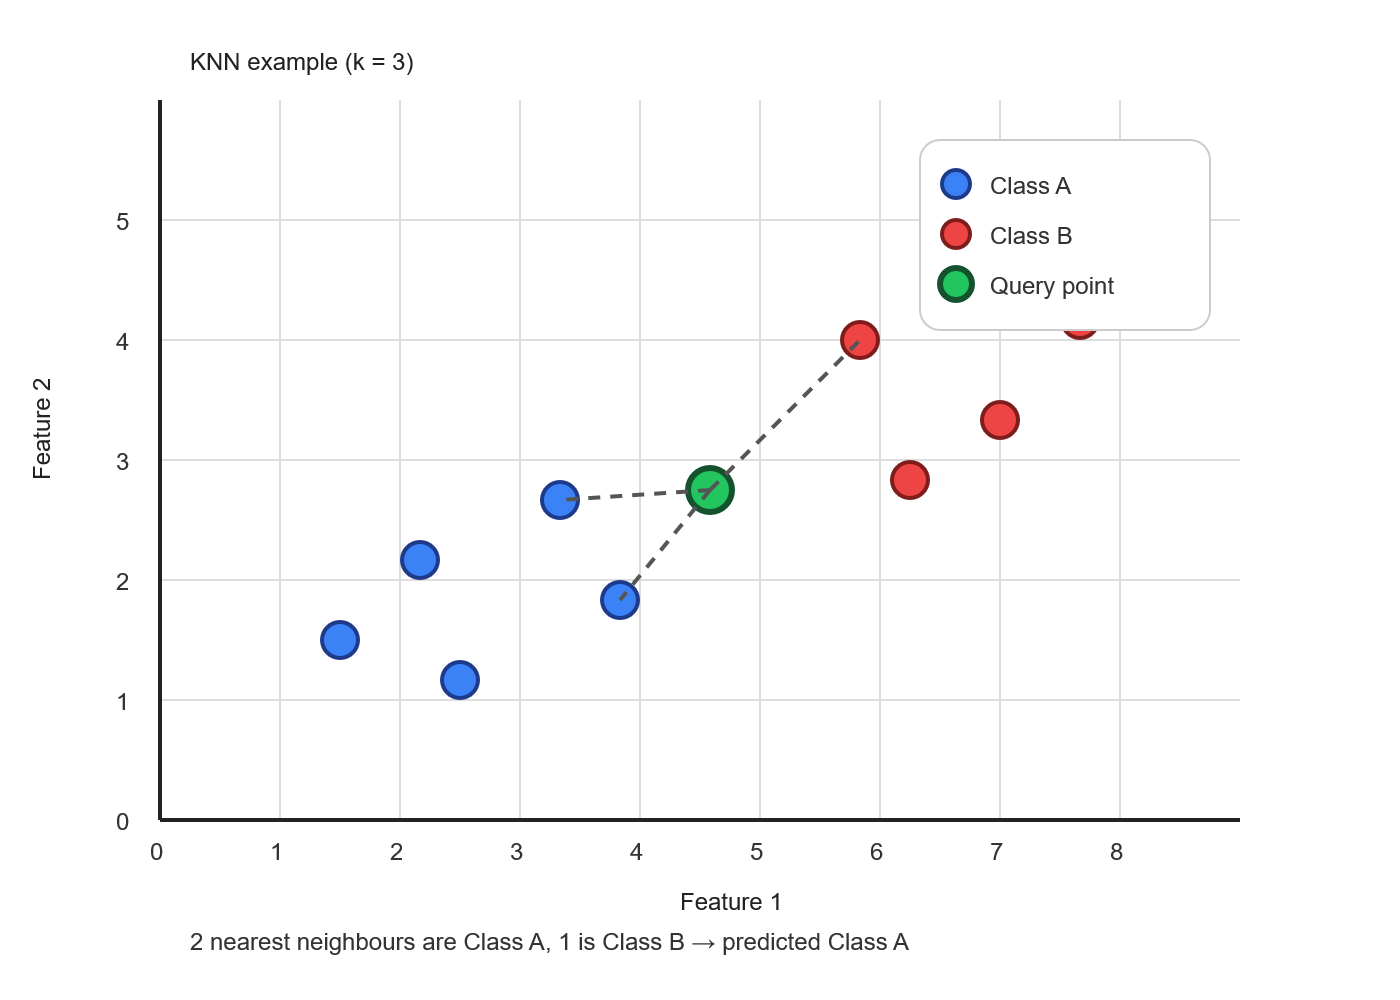 KNN example (k = 3)
Class A
Class B
Query point
5
4
3
2
1
0
Feature 2
0 1 2 3 4 5 6 7 8
Feature 1
2 nearest neighbours are Class A, 1 is Class B → predicted Class A